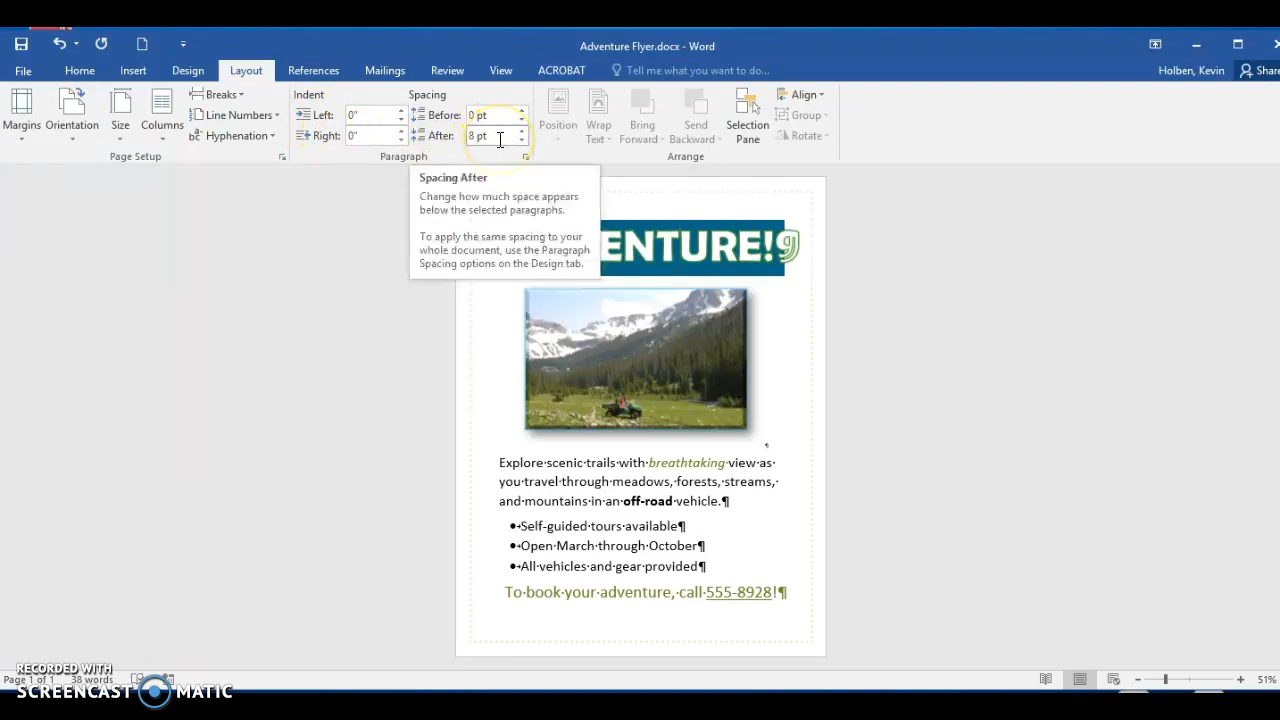 Adventure Flyer.docx - Word
File Home Insert Design Layout References Mailings Review View ACROBAT Tell me what you want to do... Holben, Kevin Share
Margins Orientation Size Columns
Breaks
Line Numbers
Hyphenation
Page Setup
Indent Spacing
Left: 0" Before: 0 pt
Right: 0" After: 8 pt
Paragraph
Position Wrap Text Bring Forward Send Backward Selection Pane
Align
Group
Rotate
Arrange
Spacing After
Change how much space appears
below the selected paragraphs.
To apply the same spacing to your
whole document, use the Paragraph
Spacing options on the Design tab.
VENTURE!¶
¶
Explore·scenic·trails·with·breathtaking·view·as·
you·travel·through·meadows,·forests,·streams,·
and·mountains·in·an·off-road·vehicle.¶
•Self-guided·tours·available¶
•Open·March·through·October¶
•All·vehicles·and·gear·provided¶
To·book·your·adventure,·call·555-8928!¶
RECORDED WITH
SCREENCAST MATIC
Page 1 of 1 38 words 51%